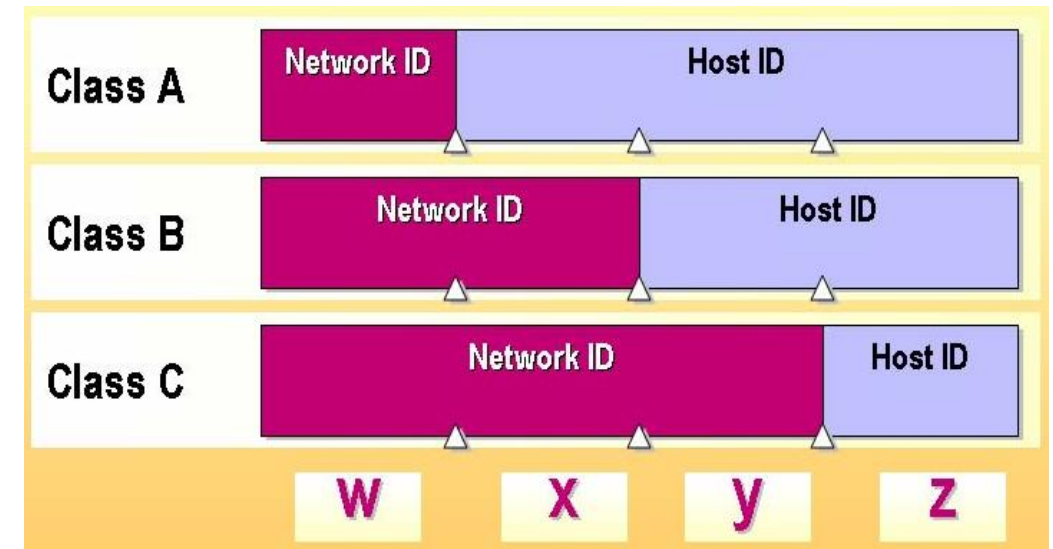 Class A
Network ID
Host ID
Class B
Network ID
Host ID
Class C
Network ID
Host ID
w x y z